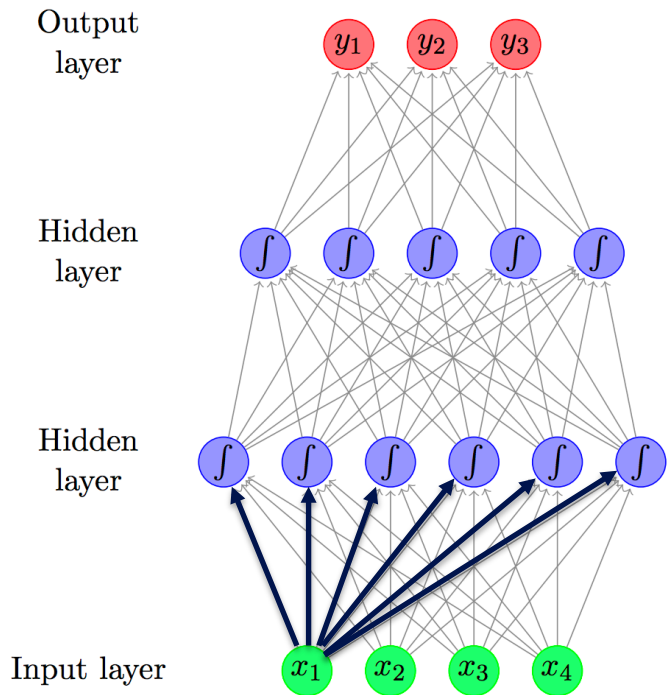 Output
layer
y1 y2 y3
Hidden
layer
∫ ∫ ∫ ∫ ∫
Hidden
layer
∫ ∫ ∫ ∫ ∫ ∫
Input layer
x1 x2 x3 x4